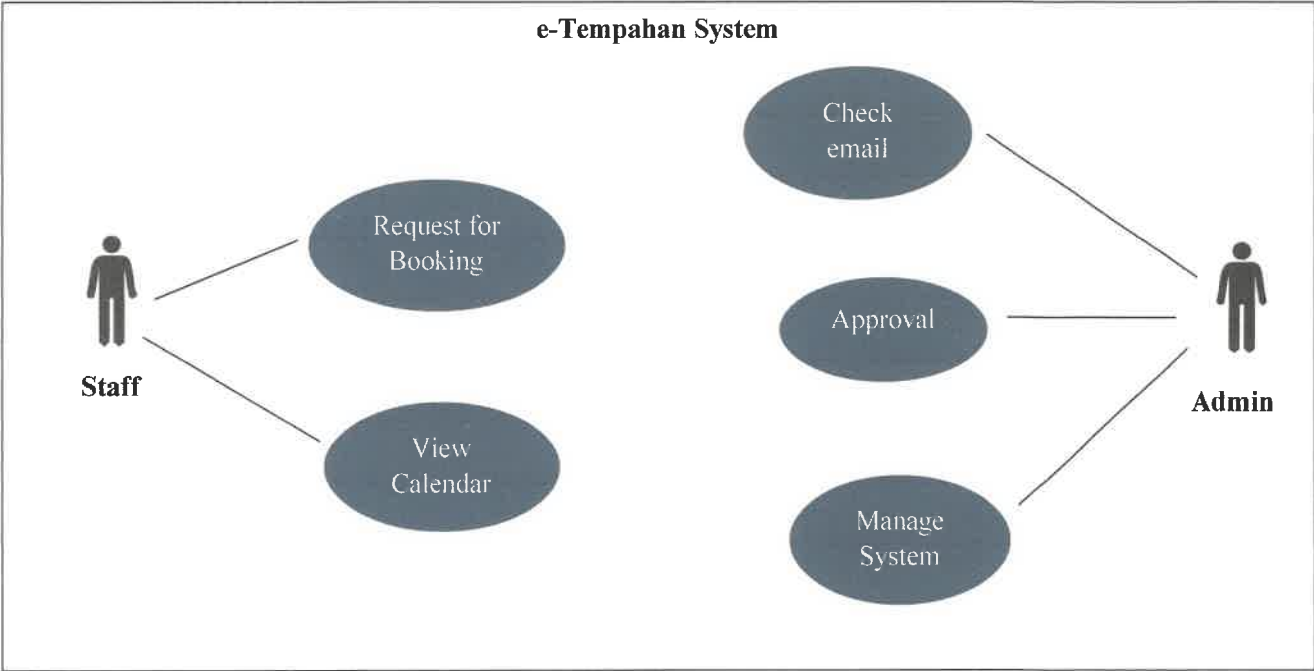 e-Tempahan System
Check
email
Request for
Booking
Approval
Staff
Admin
View
Calendar
Manage
System